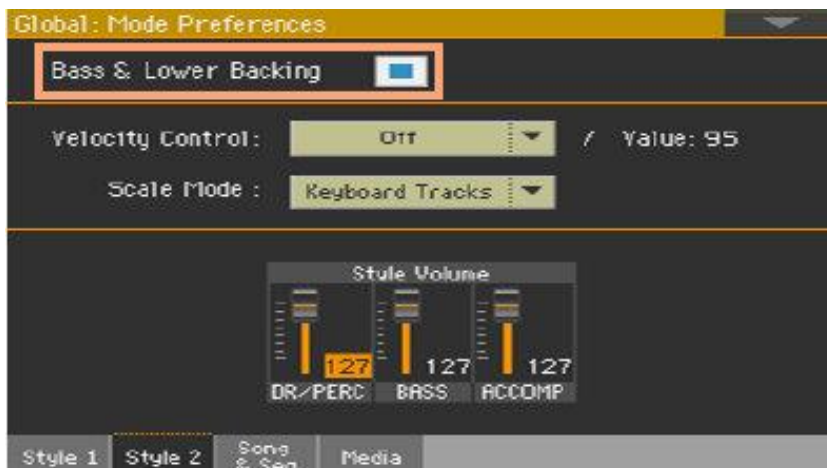 Global: Mode Preferences
Bass & Lower Backing
Velocity Control: Off / Value: 95
Scale Mode : Keyboard Tracks
Style Volume
127 127 127
DR/PERC BASS ACCOMP
Style 1 Style 2 Song & Seq Media